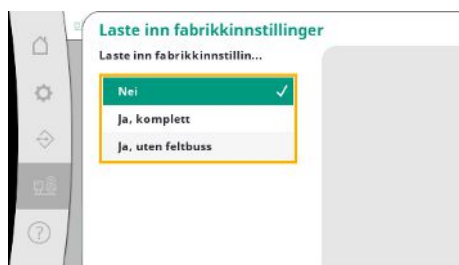 Laste inn fabrikkinnstillinger
Laste inn fabrikkinnstillin...
Nei
Ja, komplett
Ja, uten feltbuss